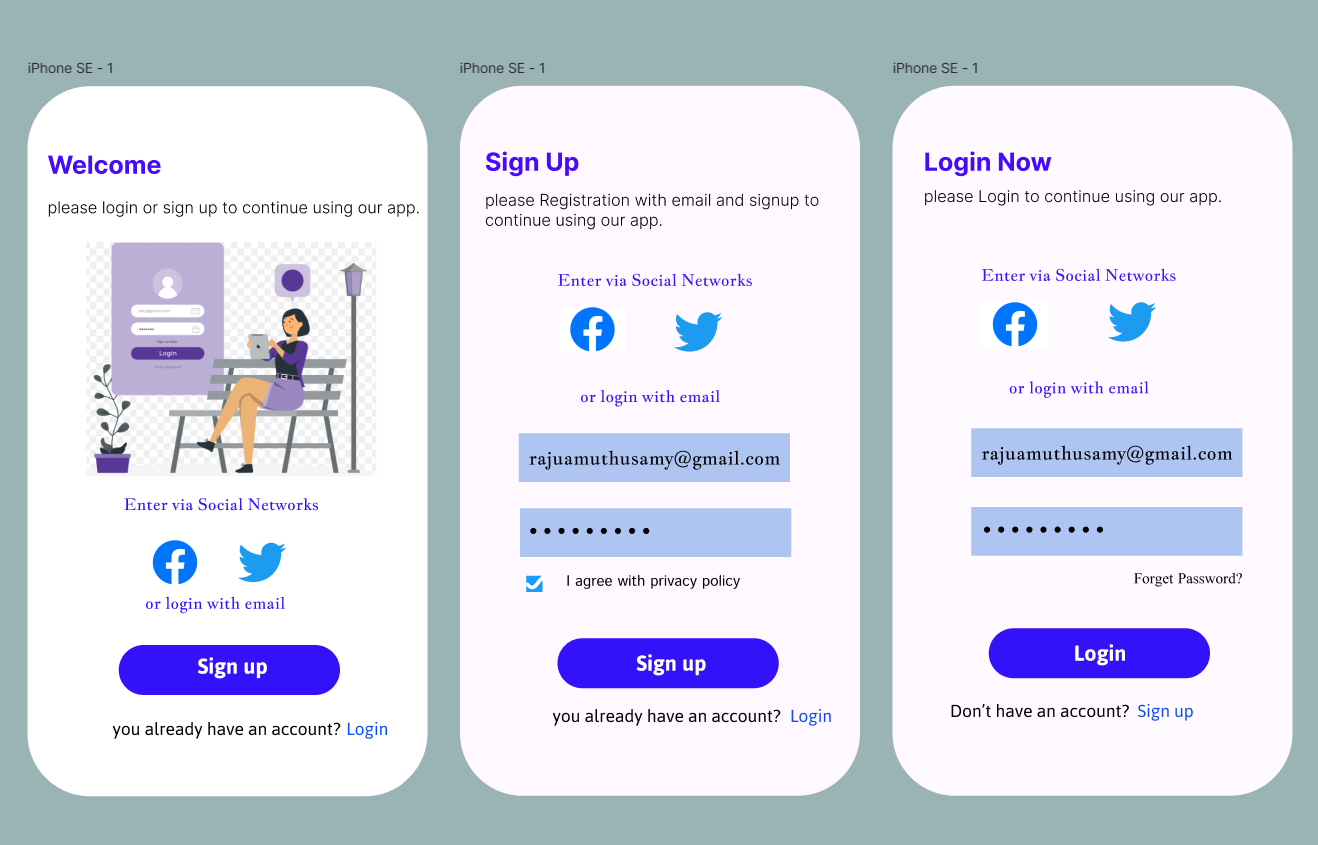 iPhone SE - 1
Welcome
please login or sign up to continue using our app.
abc@gmail.com
Login
Enter via Social Networks
or login with email
Sign up
you already have an account? Login
iPhone SE - 1
Sign Up
please Registration with email and signup to
continue using our app.
Enter via Social Networks
or login with email
rajuamuthusamy@gmail.com
•••••••••
I agree with privacy policy
Sign up
you already have an account? Login
iPhone SE - 1
Login Now
please Login to continue using our app.
Enter via Social Networks
or login with email
rajuamuthusamy@gmail.com
•••••••••
Forget Password?
Login
Don't have an account? Sign up